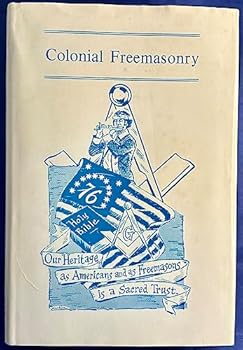 Colonial Freemasonry
76
Holy
Bible
G
Our Heritage
as Americans and as Freemasons
Is a Sacred Trust